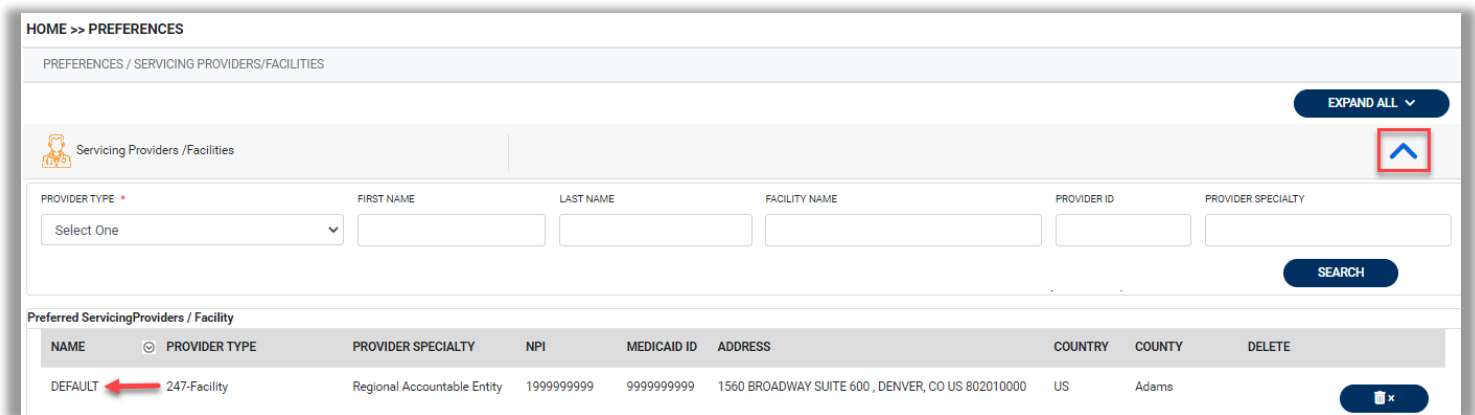 HOME >> PREFERENCES
PREFERENCES / SERVICING PROVIDERS/FACILITIES
EXPAND ALL
Servicing Providers /Facilities
PROVIDER TYPE * FIRST NAME LAST NAME FACILITY NAME PROVIDER ID PROVIDER SPECIALTY
Select One
SEARCH
Preferred ServicingProviders / Facility
NAME PROVIDER TYPE PROVIDER SPECIALTY NPI MEDICAID ID ADDRESS COUNTRY COUNTY DELETE
DEFAULT 247-Facility Regional Accountable Entity 1999999999 9999999999 1560 BROADWAY SUITE 600 , DENVER, CO US 802010000 US Adams